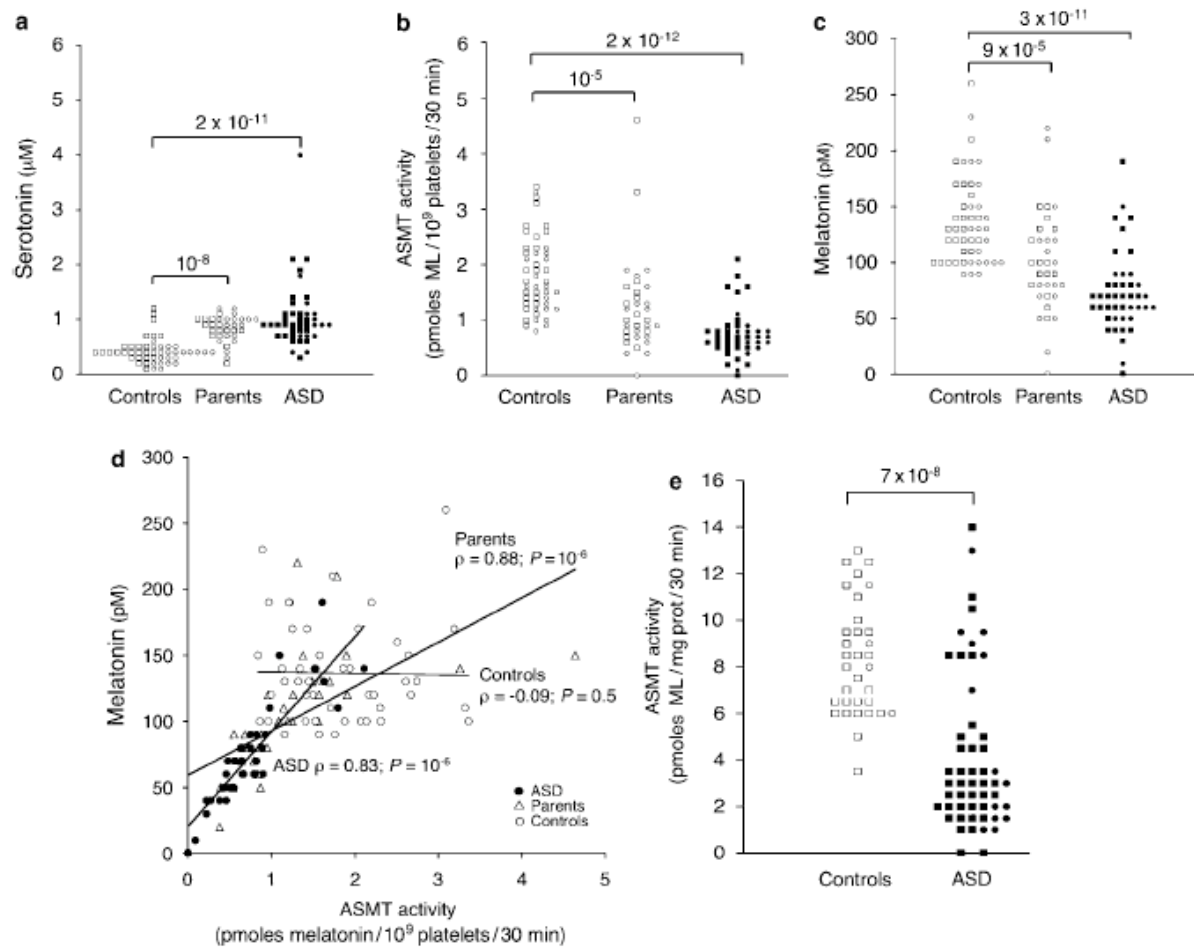 a
6
5
4
3
2
1
0
Serotonin (μM)
2 x 10⁻¹¹
10⁻⁸
Controls Parents ASD
b
6
5
4
3
2
1
0
ASMT activity
(pmoles ML/10⁹ platelets/30 min)
2 x 10⁻¹²
10⁻⁵
Controls Parents ASD
c
300
250
200
150
100
50
0
Melatonin (pM)
3 x 10⁻¹¹
9 x 10⁻⁵
Controls Parents ASD
d
300
250
200
150
100
50
0
Melatonin (pM)
Parents
ρ = 0.88; P = 10⁻⁶
Controls
ρ = -0.09; P = 0.5
ASD ρ = 0.83; P = 10⁻⁶
ASD
Parents
Controls
0 1 2 3 4 5
ASMT activity
(pmoles melatonin/10⁹ platelets/30 min)
e
16
14
12
10
8
6
4
2
0
ASMT activity
(pmoles ML/mg prot/30 min)
7 x 10⁻⁸
Controls ASD